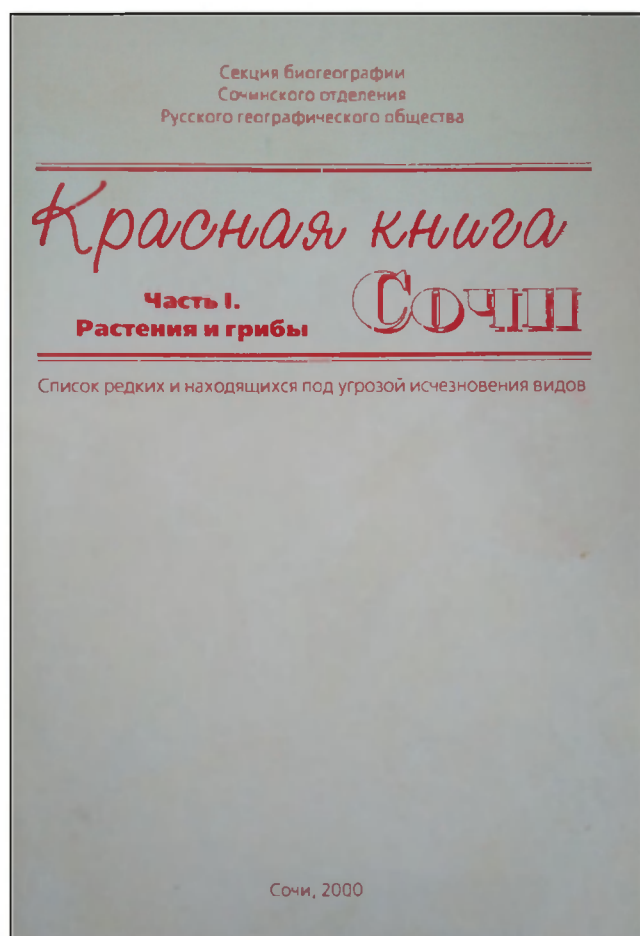 Секция биогеографии
Сочинского отделения
Русского географического общества
Красная книга
Часть I.
Растения и грибы
Сочи
Список редких и находящихся под угрозой исчезновения видов
Сочи, 2000